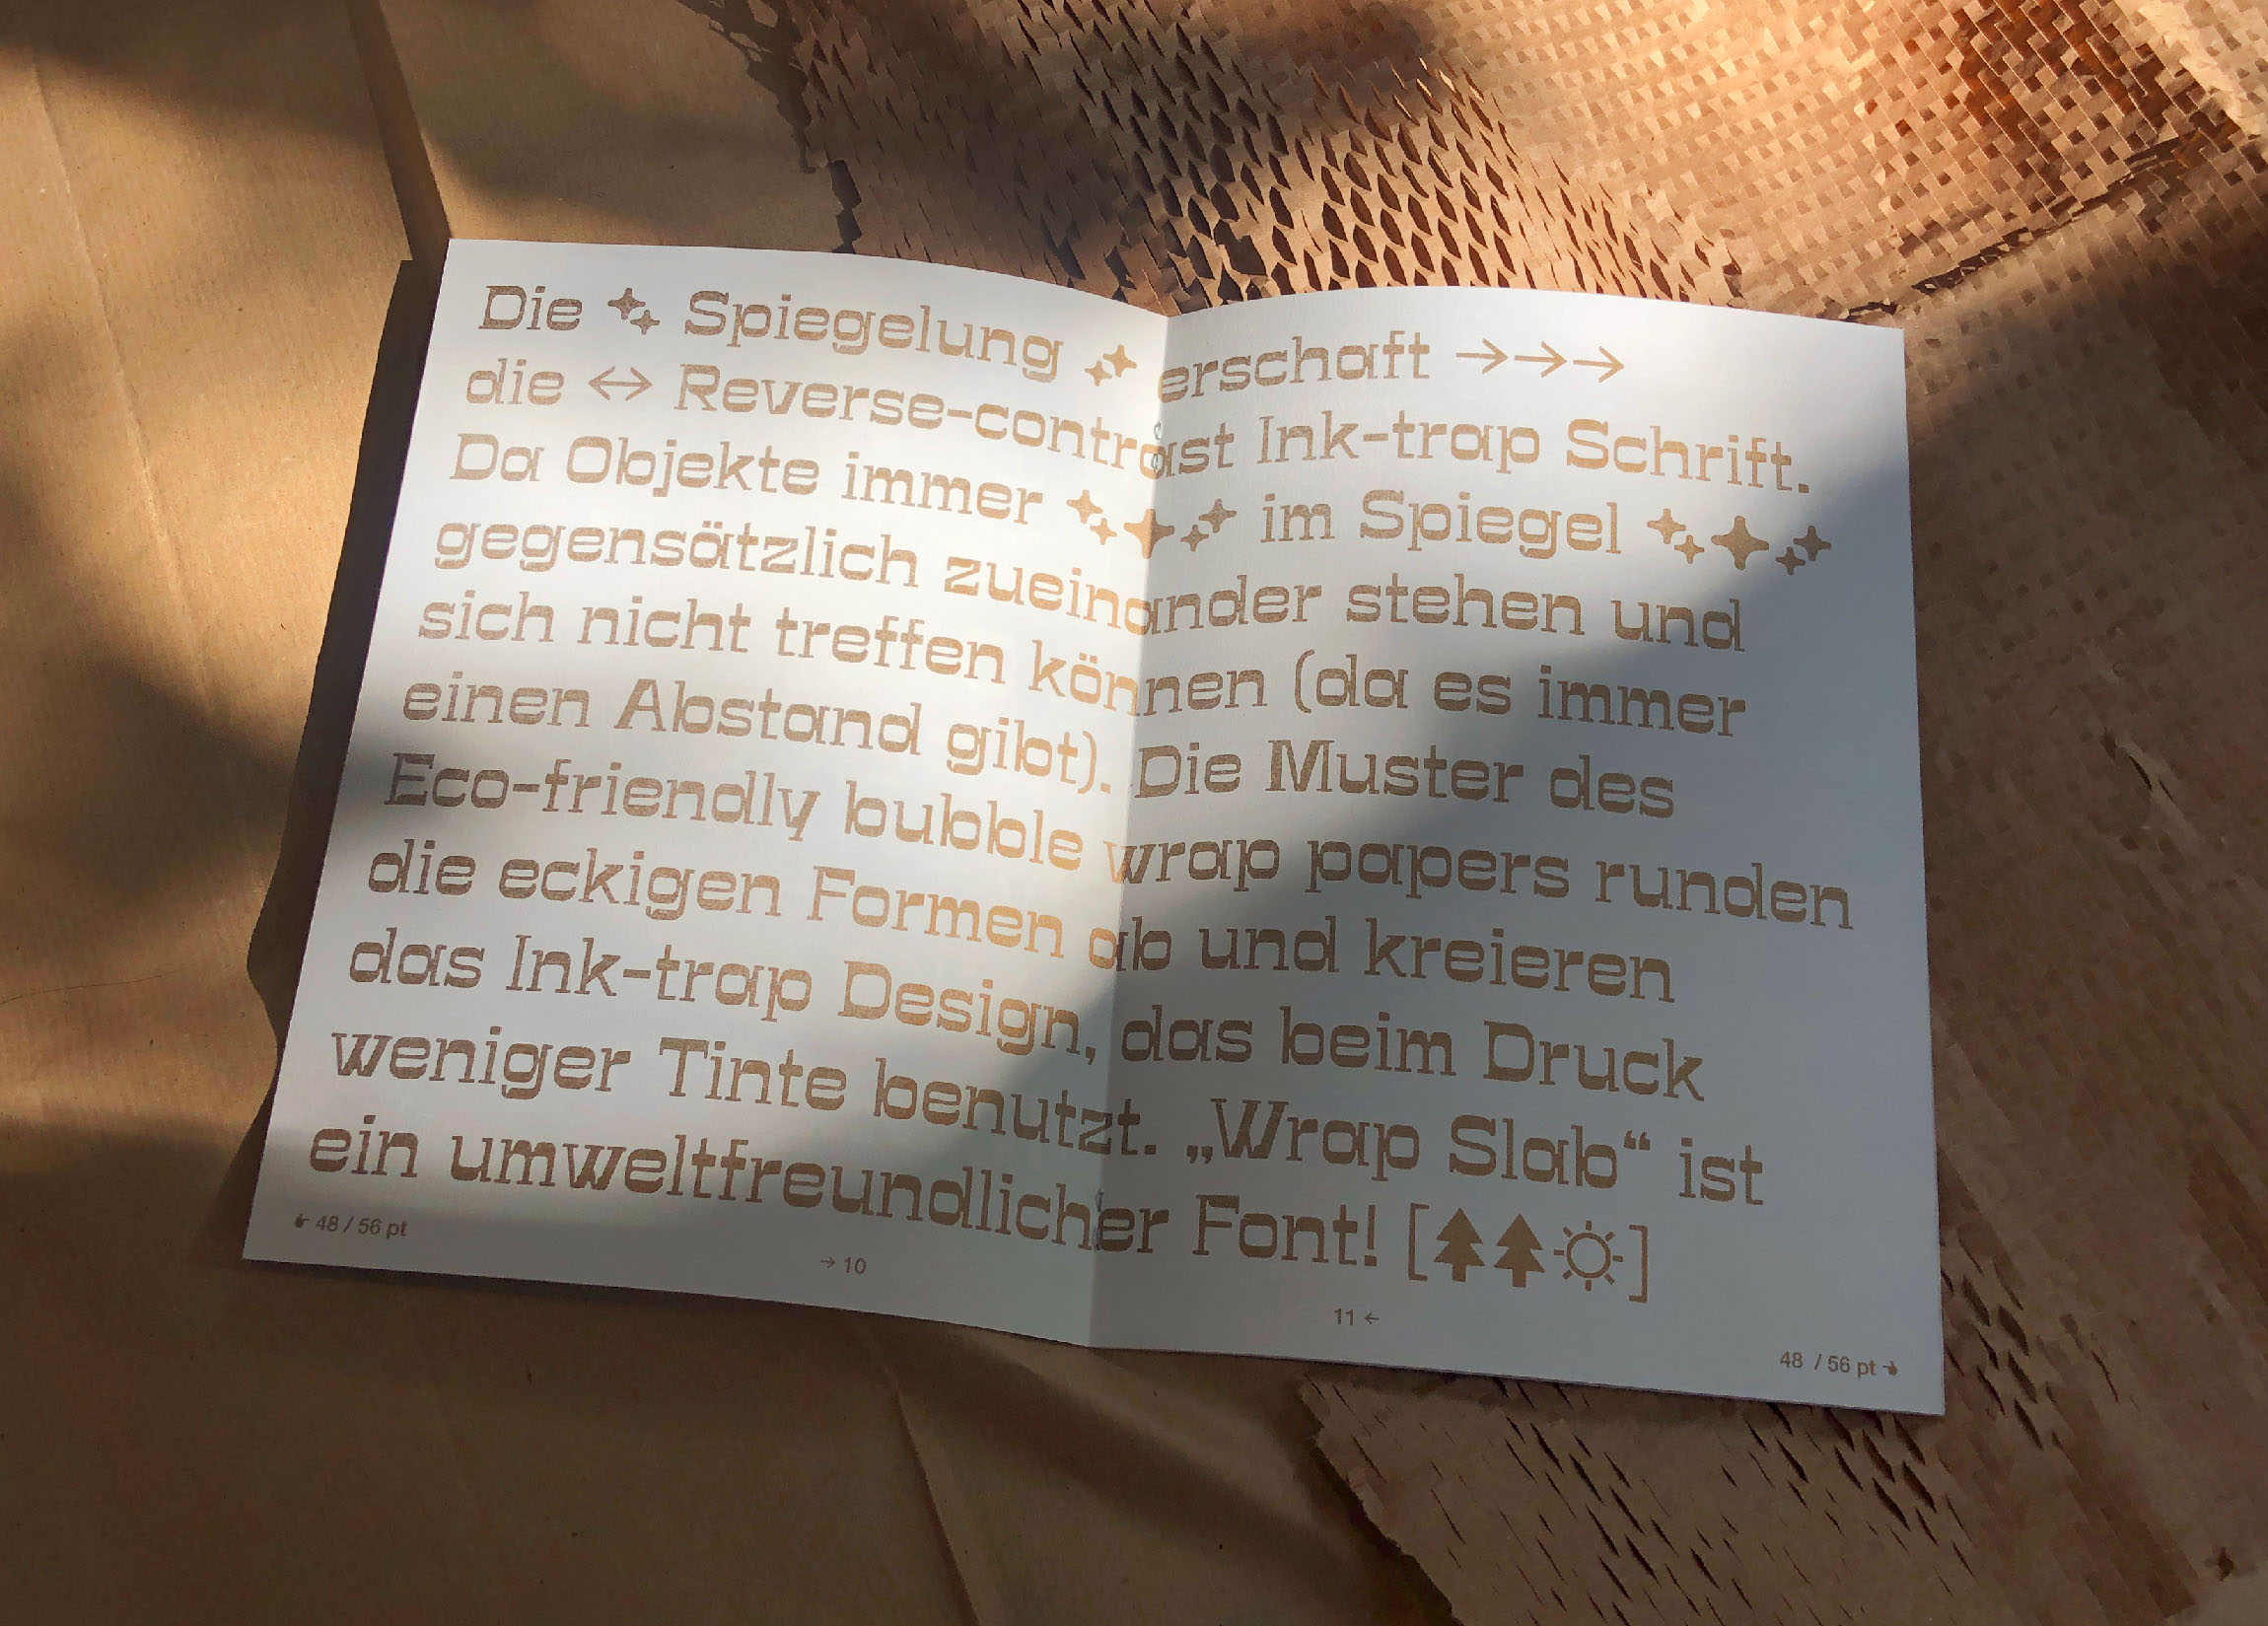 Die Spiegelung erschaft →→→
die ↔ Reverse-contrast Ink-trap Schrift.
Da Objekte immer im Spiegel
gegensätzlich zueinander stehen und
sich nicht treffen können (da es immer
einen Abstand gibt). Die Muster des
Eco-friendly bubble wrap papers runden
die eckigen Formen ab und kreieren
das Ink-trap Design, das beim Druck
weniger Tinte benutzt. „Wrap Slab“ ist
ein umweltfreundlicher Font! [🌲🌲☼]
48 / 56 pt
→ 10
11 ←
48 / 56 pt